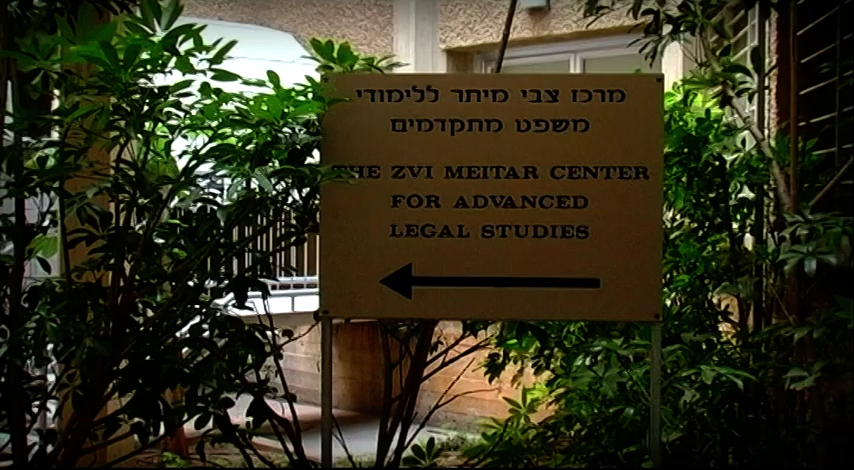 מרכז צבי מיתר ללימודי
משפט מתקדמים
THE ZVI MEITAR CENTER
FOR ADVANCED
LEGAL STUDIES